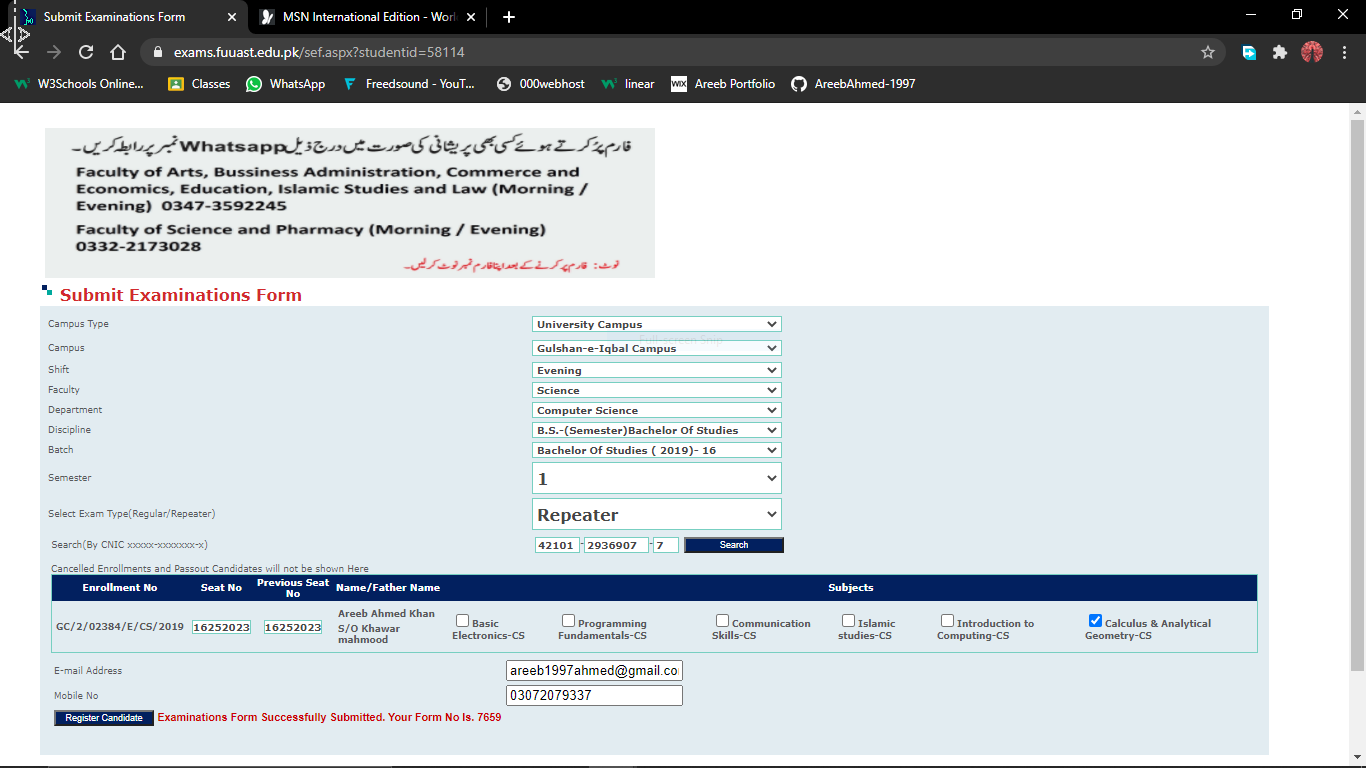 Submit Examinations Form
MSN International Edition - Worl
exams.fuuast.edu.pk/sef.aspx?studentid=58114
W3Schools Online... Classes WhatsApp Freedsound - YouT... 000webhost linear WIX Areeb Portfolio AreebAhmed-1997
فارم پُر کرتے ہوئے کسی بھی پریشانی کی صورت میں درج ذیل Whatsapp نمبر پر رابطہ کریں۔
Faculty of Arts, Bussiness Administration, Commerce and
Economics, Education, Islamic Studies and Law (Morning /
Evening) 0347-3592245
Faculty of Science and Pharmacy (Morning / Evening)
0332-2173028
نوٹ: فارم پر کرنے کے بعد اپنا فارم نمبر نوٹ کرلیں۔
Submit Examinations Form
Campus Type University Campus
Full-screen Snip
Campus Gulshan-e-Iqbal Campus
Shift Evening
Faculty Science
Department Computer Science
Discipline B.S.-(Semester)Bachelor Of Studies
Batch Bachelor Of Studies ( 2019)- 16
Semester 1
Select Exam Type(Regular/Repeater) Repeater
Search(By CNIC xxxxx-xxxxxxx-x) 42101 - 2936907 - 7 Search
Cancelled Enrollments and Passout Candidates will not be shown Here
Enrollment No Seat No Previous Seat No Name/Father Name Subjects
GC/2/02384/E/CS/2019 16252023 16252023
Areeb Ahmed Khan
S/O Khawar
mahmood
Basic
Electronics-CS
Programming
Fundamentals-CS
Communication
Skills-CS
Islamic
studies-CS
Introduction to
Computing-CS
Calculus & Analytical
Geometry-CS
E-mail Address areeb1997ahmed@gmail.co
Mobile No 03072079337
Register Candidate Examinations Form Successfully Submitted. Your Form No Is. 7659